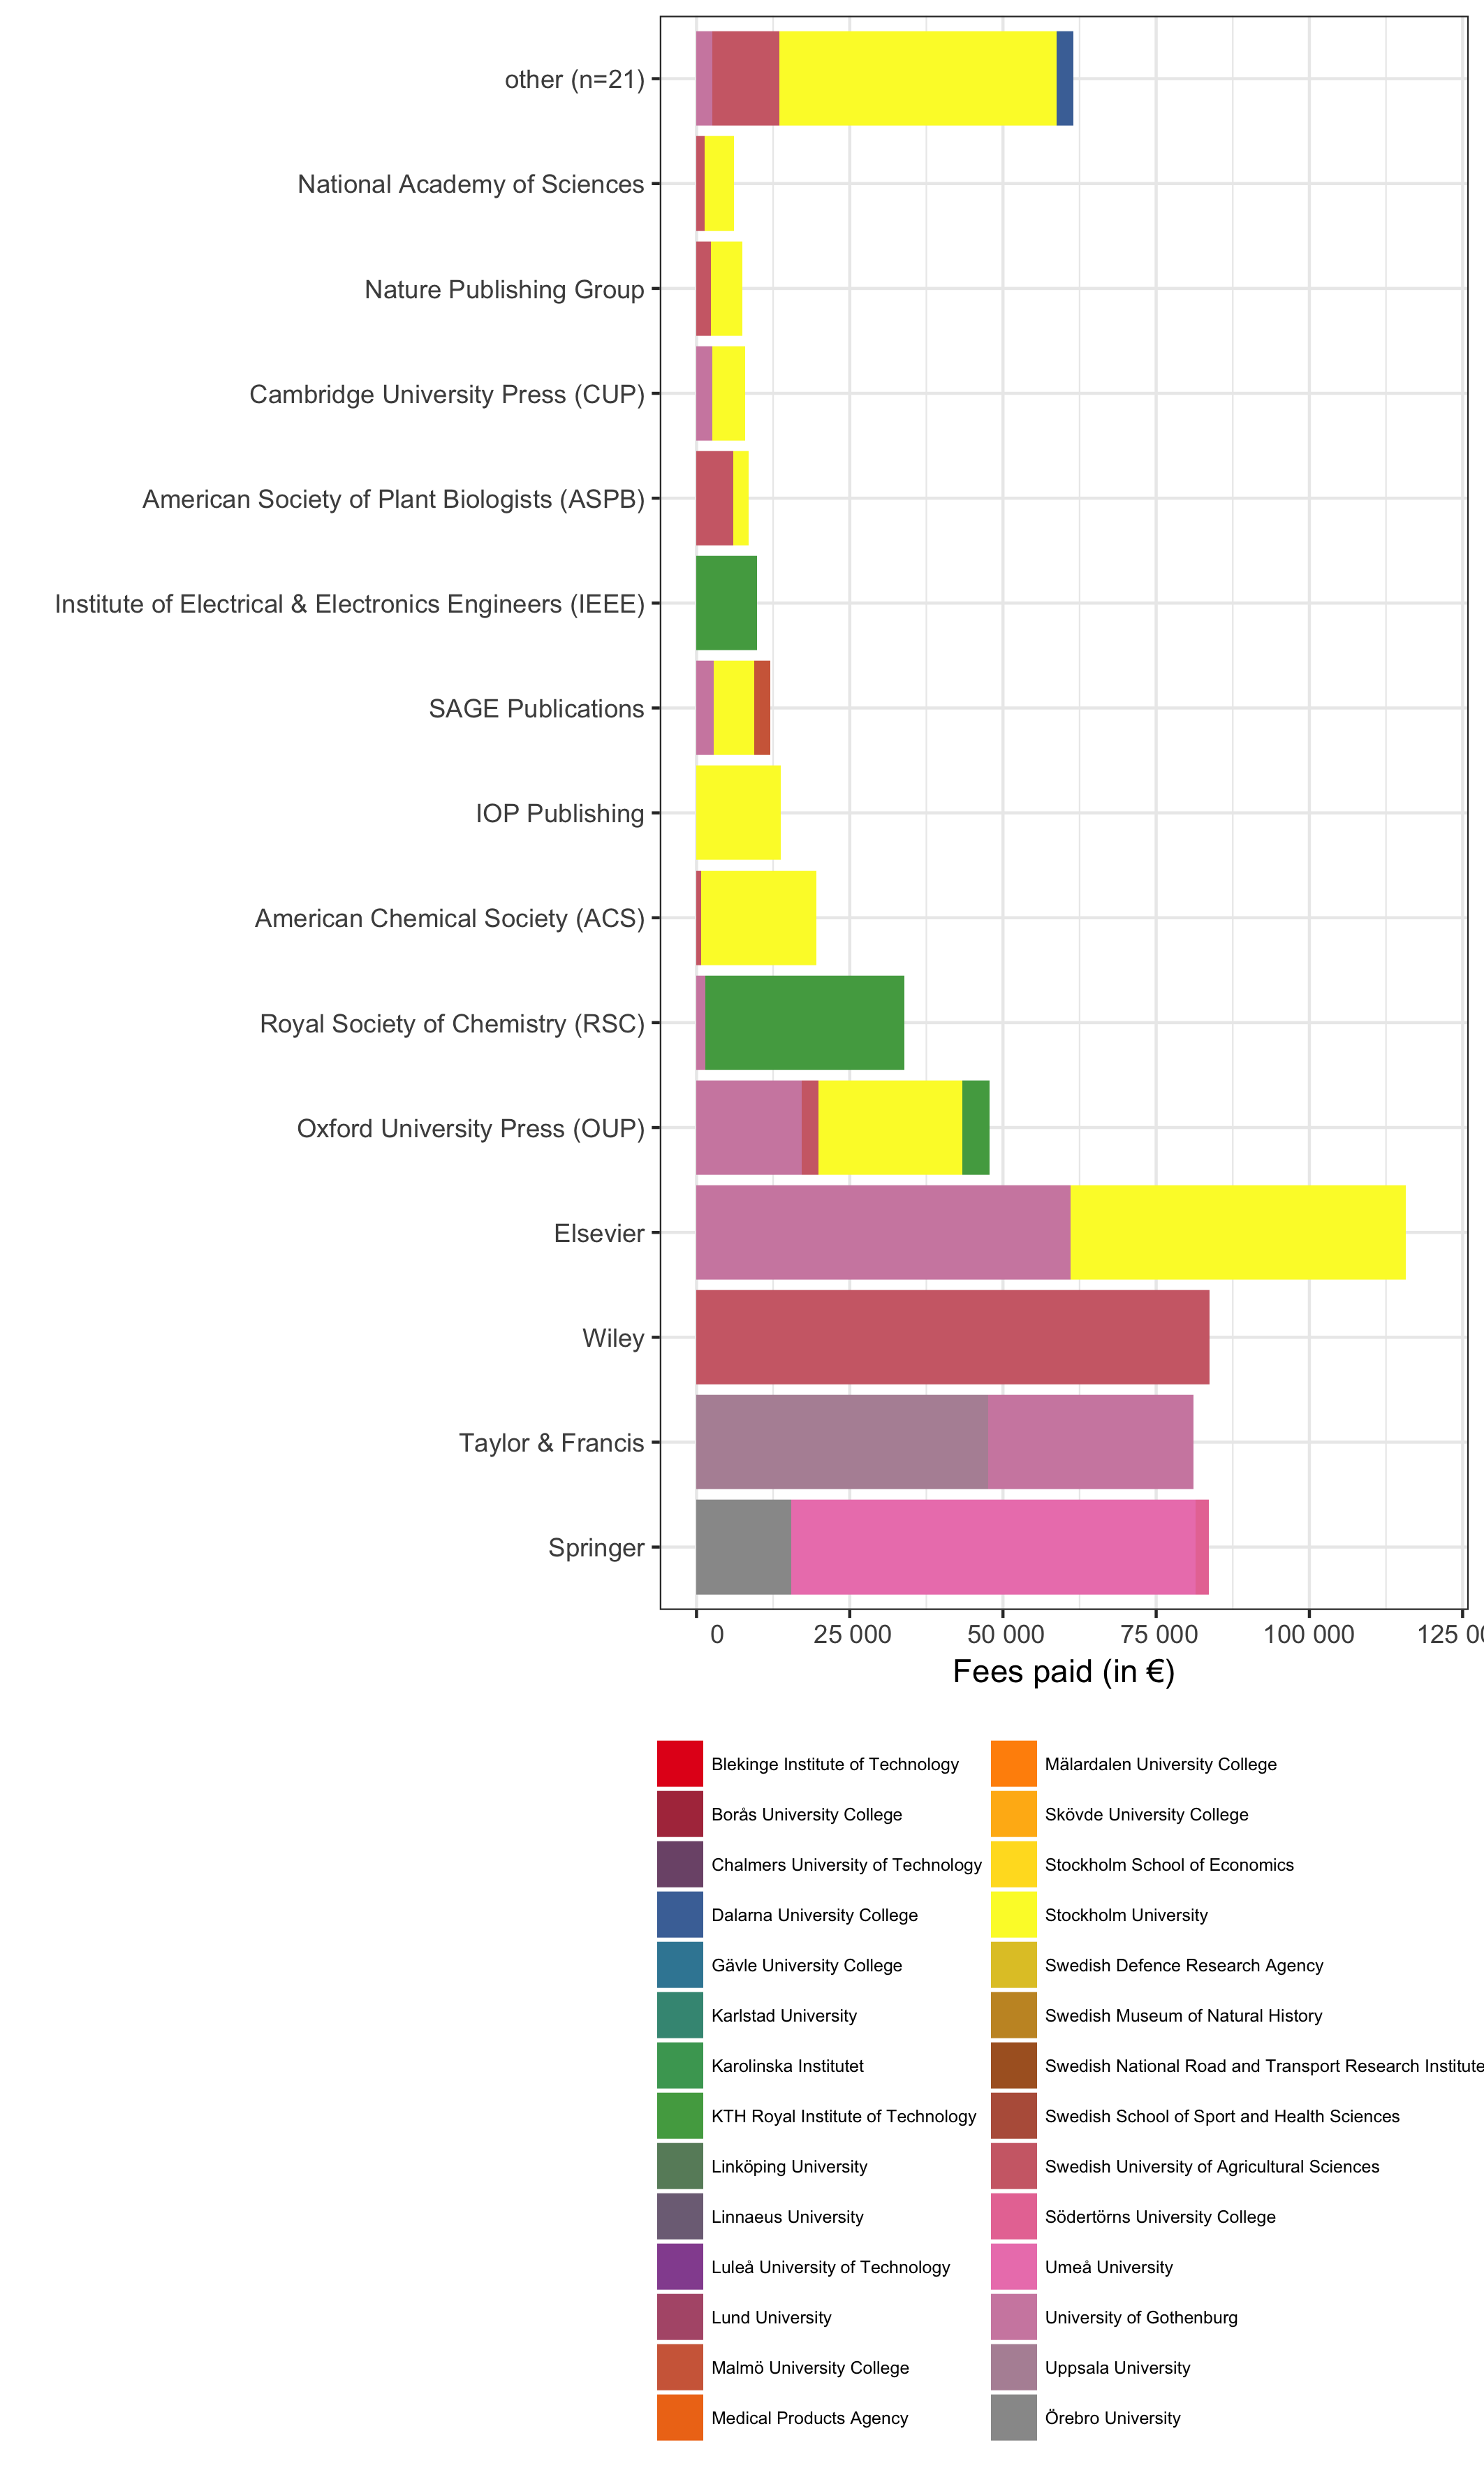 other (n=21)
National Academy of Sciences
Nature Publishing Group
Cambridge University Press (CUP)
American Society of Plant Biologists (ASPB)
Institute of Electrical & Electronics Engineers (IEEE)
SAGE Publications
IOP Publishing
American Chemical Society (ACS)
Royal Society of Chemistry (RSC)
Oxford University Press (OUP)
Elsevier
Wiley
Taylor & Francis
Springer
0 25 000 50 000 75 000 100 000 125 00
Fees paid (in €)
Blekinge Institute of Technology
Borås University College
Chalmers University of Technology
Dalarna University College
Gävle University College
Karlstad University
Karolinska Institutet
KTH Royal Institute of Technology
Linköping University
Linnaeus University
Luleå University of Technology
Lund University
Malmö University College
Medical Products Agency
Mälardalen University College
Skövde University College
Stockholm School of Economics
Stockholm University
Swedish Defence Research Agency
Swedish Museum of Natural History
Swedish National Road and Transport Research Institute
Swedish School of Sport and Health Sciences
Swedish University of Agricultural Sciences
Södertörns University College
Umeå University
University of Gothenburg
Uppsala University
Örebro University